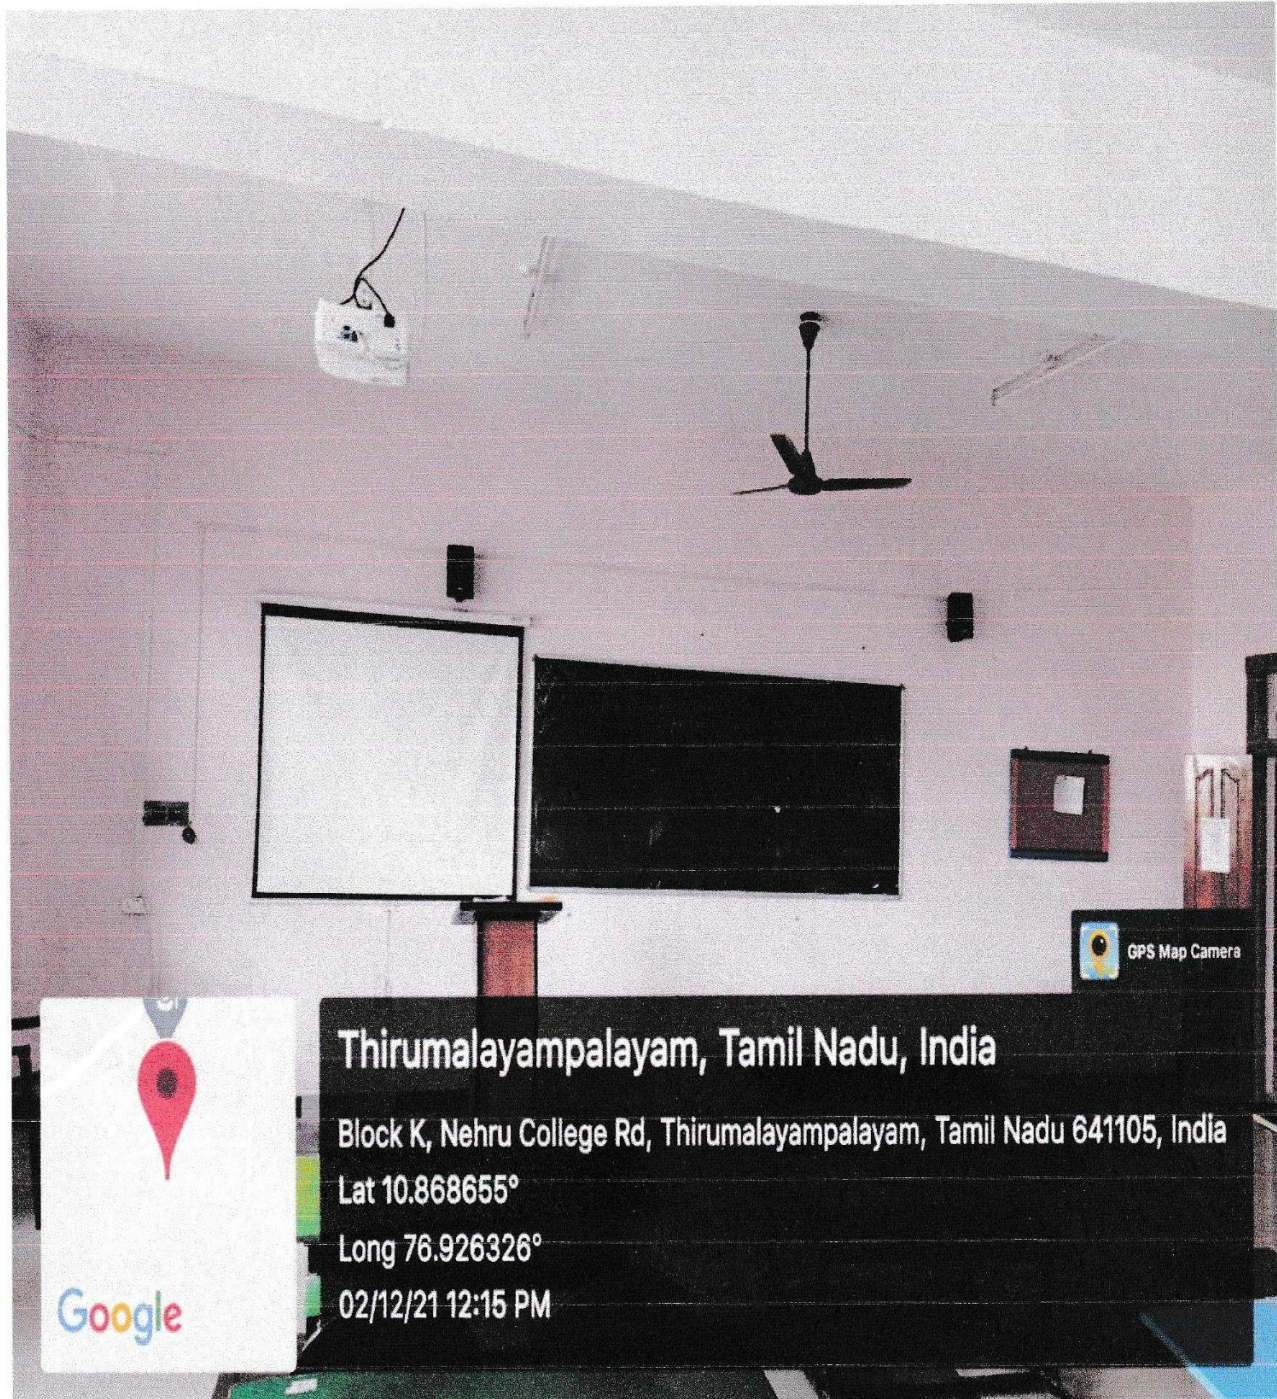 GPS Map Camera
Thirumalayampalayam, Tamil Nadu, India
Block K, Nehru College Rd, Thirumalayampalayam, Tamil Nadu 641105, India
Lat 10.868655°
Long 76.926326°
02/12/21 12:15 PM
Google